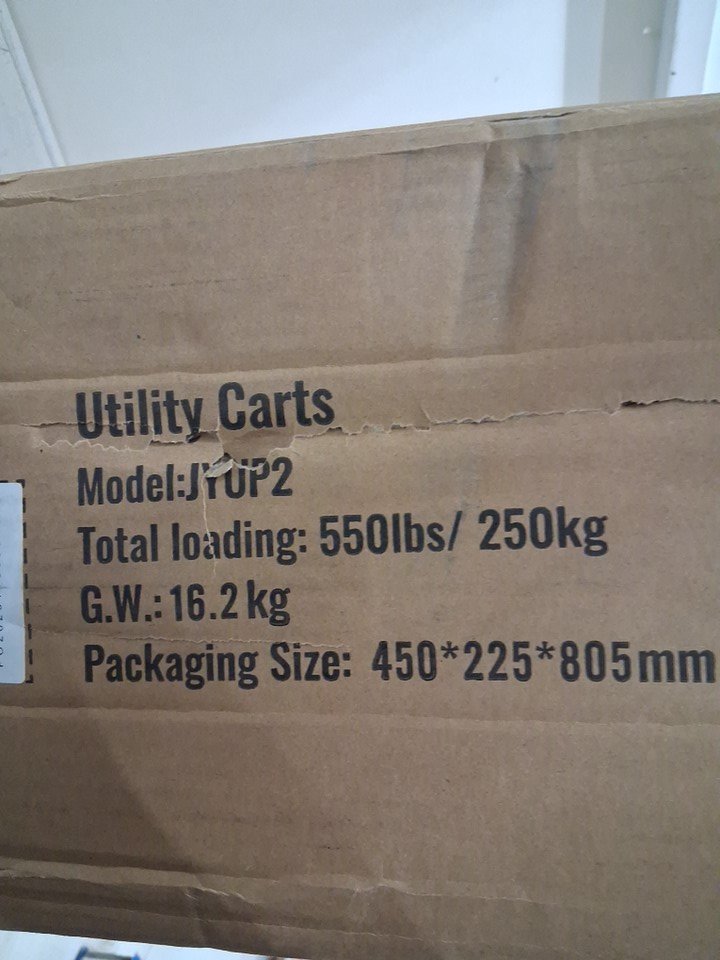 Utility Carts
Model:JYUP2
Total loading: 550lbs/ 250kg
G.W.: 16.2 kg
Packaging Size: 450*225*805mm